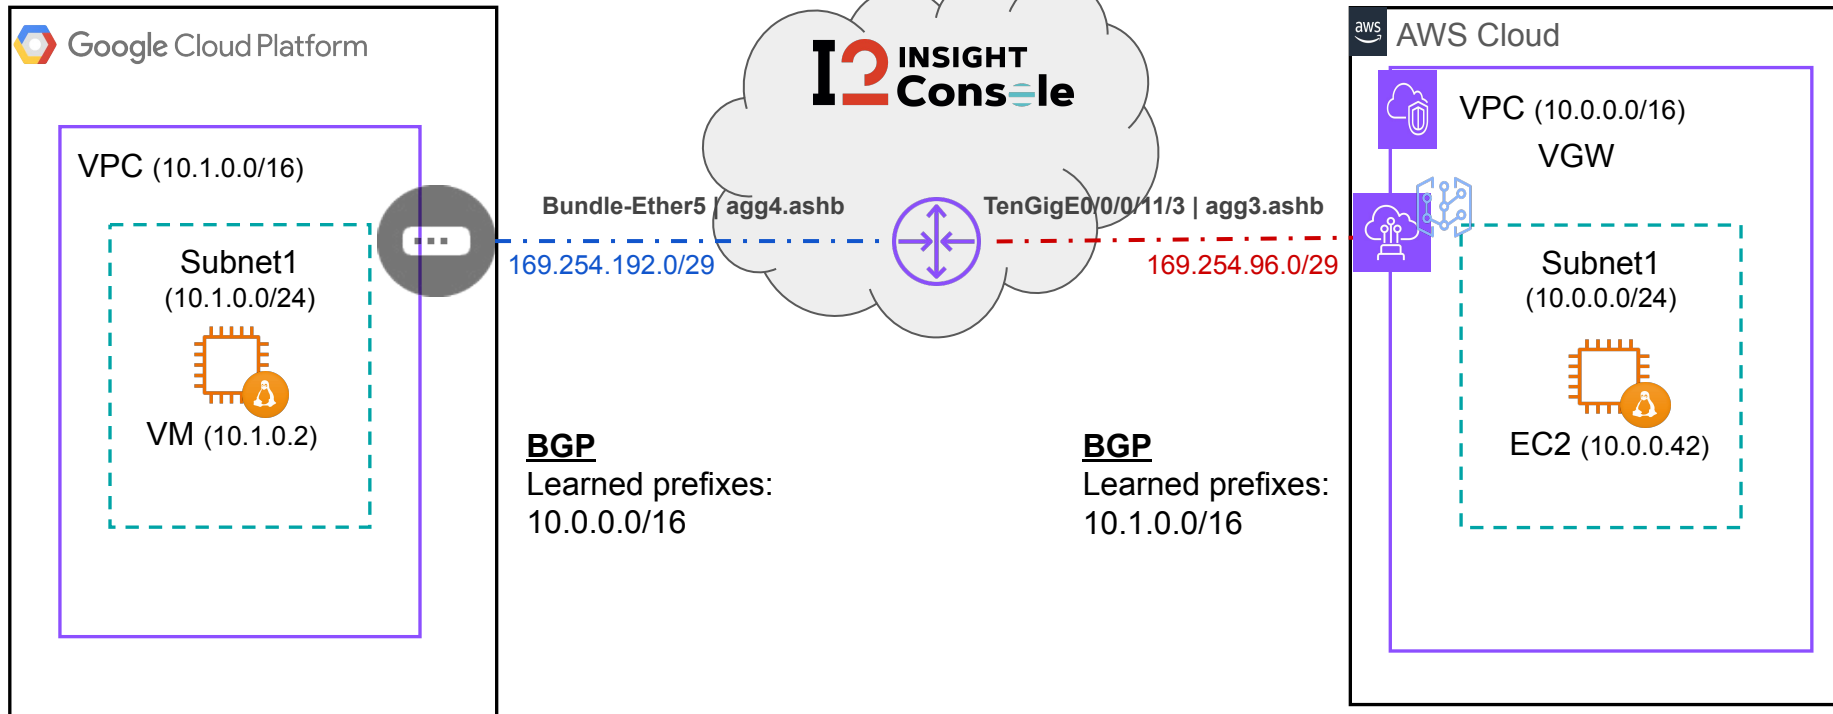 Google Cloud Platform
VPC (10.1.0.0/16)
Subnet1
(10.1.0.0/24)
VM (10.1.0.2)
I2 INSIGHT
Console
Bundle-Ether5 | agg4.ashb
TenGigE0/0/0/11/3 | agg3.ashb
169.254.192.0/29
169.254.96.0/29
BGP
Learned prefixes:
10.0.0.0/16
BGP
Learned prefixes:
10.1.0.0/16
aws
AWS Cloud
VPC (10.0.0.0/16)
VGW
Subnet1
(10.0.0.0/24)
EC2 (10.0.0.42)